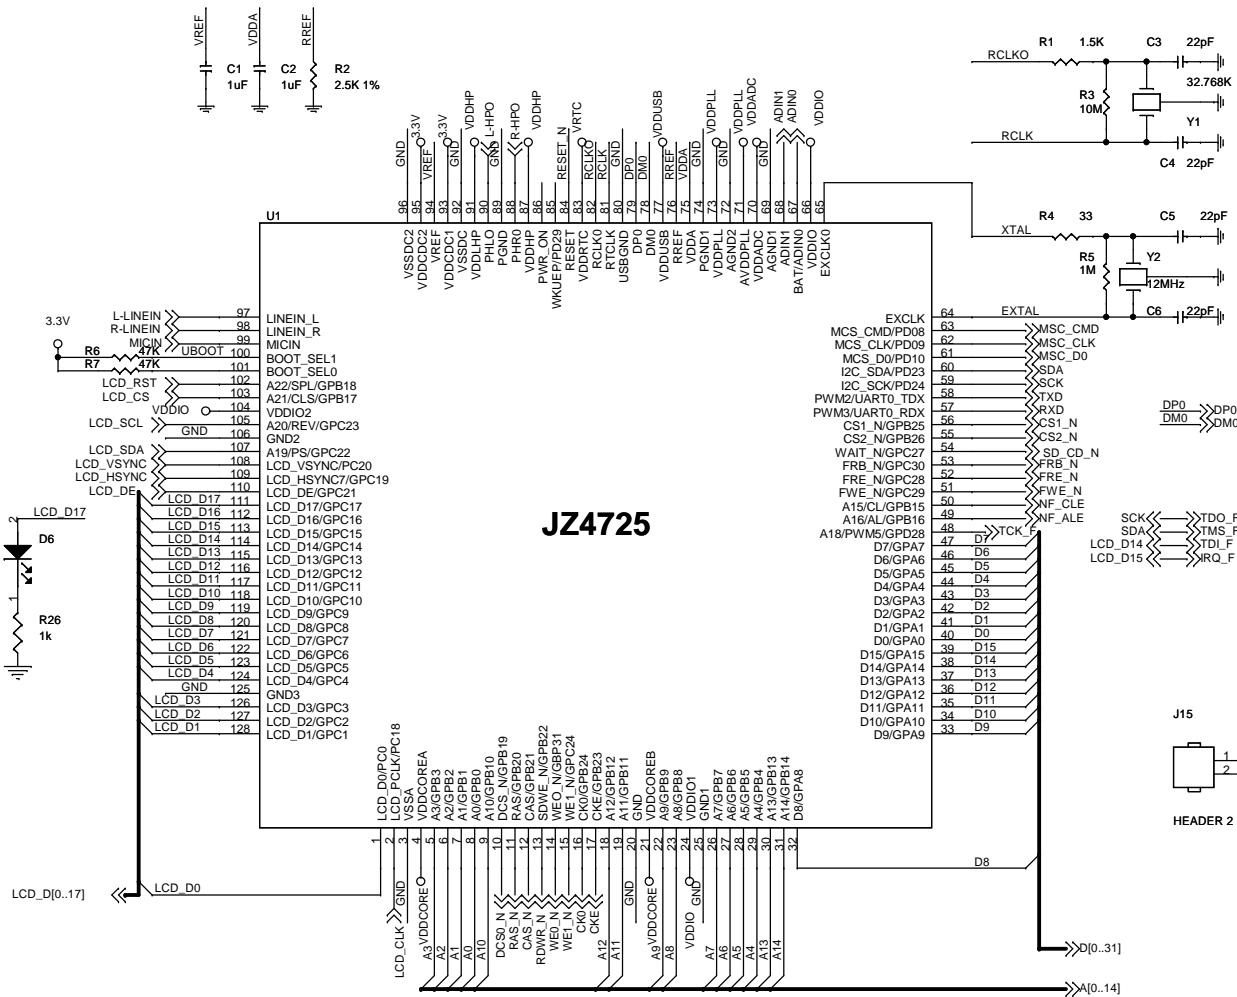 VREF
VDDA
RREF
C1
1uF
C2
1uF
R2
2.5K 1%
R1
1.5K
C3
22pF
RCLKO
R3
10M
32.768K
Y1
RCLK
C4
22pF
R4
33
C5
22pF
XTAL
R5
1M
Y2
12MHz
EXTAL
C6
22pF
GND
3.3V
VREF
3.3V
GND
VDDHP
L-HPO
GND
R-HPO
VDDHP
RESET_N
VRTC
RCLKO
RCLK
GND
DP0
DM0
VDDUSB
RREF
VDDA
GND
VDDPLL
GND
VDDPLL
VDDADC
GND
ADIN1
ADIN0
VDDIO
U1
96 VSSDC2
95 VDDCDC2
94 VREF
93 VDDCDC1
92 VSSDC
91 VDDLHP
90 PHLO
89 PGND
88 PHR0
87 VDDHP
86 PWR_ON
85 WKUEP/PD29
84 RESET
83 VDDRTC
82 RCLK0
81 RTCLK
80 USBGND
79 DP0
78 DM0
77 VDDUSB
76 RREF
75 VDDA
74 PGND1
73 VDDPLL
72 AGND2
71 AVDDPLL
70 VDDADC
69 AGND1
68 ADIN1
67 BAT/ADIN0
66 VDDIO
65 EXCLK0
3.3V
L-LINEIN 97 LINEIN_L
R-LINEIN 98 LINEIN_R
MICIN 99 MICIN
R6 47K UBOOT 100 BOOT_SEL1
R7 47K 101 BOOT_SEL0
LCD_RST 102 A22/SPL/GPB18
LCD_CS 103 A21/CLS/GPB17
VDDIO 104 VDDIO2
LCD_SCL 105 A20/REV/GPC23
GND 106 GND2
LCD_SDA 107 A19/PS/GPC22
LCD_VSYNC 108 LCD_VSYNC/PC20
LCD_HSYNC 109 LCD_HSYNC7/GPC19
LCD_DE 110 LCD_DE/GPC21
LCD_D17 111 LCD_D17/GPC17
LCD_D16 112 LCD_D16/GPC16
LCD_D15 113 LCD_D15/GPC15
LCD_D14 114 LCD_D14/GPC14
LCD_D13 115 LCD_D13/GPC13
LCD_D12 116 LCD_D12/GPC12
LCD_D11 117 LCD_D11/GPC11
LCD_D10 118 LCD_D10/GPC10
LCD_D9 119 LCD_D9/GPC9
LCD_D8 120 LCD_D8/GPC8
LCD_D7 121 LCD_D7/GPC7
LCD_D6 122 LCD_D6/GPC6
LCD_D5 123 LCD_D5/GPC5
LCD_D4 124 LCD_D4/GPC4
GND 125 GND3
LCD_D3 126 LCD_D3/GPC3
LCD_D2 127 LCD_D2/GPC2
LCD_D1 128 LCD_D1/GPC1
LCD_D17
2
D6
1
R26
1k
JZ4725
EXCLK 64
MCS_CMD/PD08 63 MSC_CMD
MCS_CLK/PD09 62 MSC_CLK
MCS_D0/PD10 61 MSC_D0
I2C_SDA/PD23 60 SDA
I2C_SCK/PD24 59 SCK
PWM2/UART0_TDX 58 TXD
PWM3/UART0_RDX 57 RXD
CS1_N/GPB25 56 CS1_N
CS2_N/GPB26 55 CS2_N
WAIT_N/GPC27 54 SD_CD_N
FRB_N/GPC30 53 FRB_N
FRE_N/GPC28 52 FRE_N
FWE_N/GPC29 51 FWE_N
A15/CL/GPB15 50 NF_CLE
A16/AL/GPB16 49 NF_ALE
A18/PWM5/GPD28 48 TCK_F
D7/GPA7 47 D7
D6/GPA6 46 D6
D5/GPA5 45 D5
D4/GPA4 44 D4
D3/GPA3 43 D3
D2/GPA2 42 D2
D1/GPA1 41 D1
D0/GPA0 40 D0
D15/GPA15 39 D15
D14/GPA14 38 D14
D13/GPA13 37 D13
D12/GPA12 36 D12
D11/GPA11 35 D11
D10/GPA10 34 D10
D9/GPA9 33 D9
DP0 DP0
DM0 DM0
SCK TDO_F
SDA TMS_F
LCD_D14 TDI_F
LCD_D15 IRQ_F
J15
1
2
HEADER 2
LCD_D0/PC0 1
LCD_PCLK/PC18 2
VSSA 3
VDDCOREA 4
A3/GPB3 5
A2/GPB2 6
A1/GPB1 7
A0/GPB0 8
A10/GPB10 9
DCS_N/GPB19 10
RAS/GPB20 11
CAS/GPB21 12
SDWE_N/GPB22 13
WEO_N/GBP31 14
WE1_N/GPC24 15
CK0/GPB24 16
CKE/GPB23 17
A12/GPB12 18
A11/GPB11 19
GND 20
VDDCOREB 21
A9/GPB9 22
A8/GPB8 23
VDDIO1 24
GND1 25
A7/GPB7 26
A6/GPB6 27
A5/GPB5 28
A4/GPB4 29
A13/GPB13 30
A14/GPB14 31
D8/GPA8 32
LCD_D0
LCD_D[0..17]
LCD_CLK
GND
VDDCORE
A3
A2
A1
A0
A10
DCS0_N
RAS_N
CAS_N
RDWR_N
WE0_N
WE1_N
CK0
CKE
A12
A11
GND
VDDCORE
A9
A8
VDDIO
GND
A7
A6
A5
A4
A13
A14
D8
D[0..31]
A[0..14]